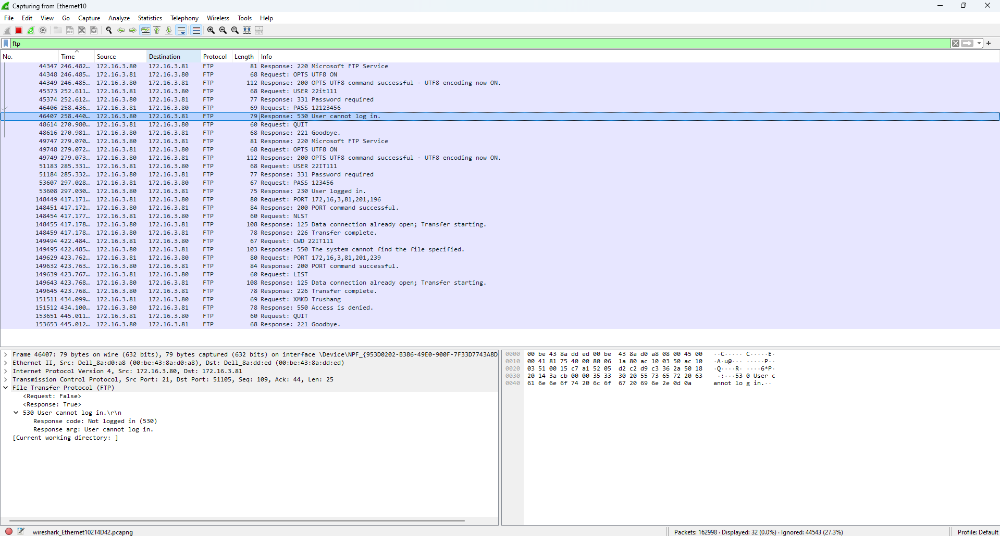 Capturing from Ethernet10
File Edit View Go Capture Analyze Statistics Telephony Wireless Tools Help
ftp
No. Time Source Destination Protocol Length Info
44347 246.482… 172.16.3.80 172.16.3.81 FTP 81 Response: 220 Microsoft FTP Service
44348 246.485… 172.16.3.81 172.16.3.80 FTP 68 Request: OPTS UTF8 ON
44349 246.485… 172.16.3.80 172.16.3.81 FTP 112 Response: 200 OPTS UTF8 command successful - UTF8 encoding now ON.
45373 252.611… 172.16.3.81 172.16.3.80 FTP 68 Request: USER 22it111
45374 252.612… 172.16.3.80 172.16.3.81 FTP 77 Response: 331 Password required
46406 258.436… 172.16.3.81 172.16.3.80 FTP 69 Request: PASS 12123456
46407 258.440… 172.16.3.80 172.16.3.81 FTP 79 Response: 530 User cannot log in.
48614 270.980… 172.16.3.81 172.16.3.80 FTP 60 Request: QUIT
48616 270.981… 172.16.3.80 172.16.3.81 FTP 68 Response: 221 Goodbye.
49747 279.070… 172.16.3.80 172.16.3.81 FTP 81 Response: 220 Microsoft FTP Service
49748 279.072… 172.16.3.81 172.16.3.80 FTP 68 Request: OPTS UTF8 ON
49749 279.073… 172.16.3.80 172.16.3.81 FTP 112 Response: 200 OPTS UTF8 command successful - UTF8 encoding now ON.
51183 285.331… 172.16.3.81 172.16.3.80 FTP 68 Request: USER 22IT111
51184 285.332… 172.16.3.80 172.16.3.81 FTP 77 Response: 331 Password required
53607 297.028… 172.16.3.81 172.16.3.80 FTP 67 Request: PASS 123456
53608 297.030… 172.16.3.80 172.16.3.81 FTP 75 Response: 230 User logged in.
148449 417.171… 172.16.3.81 172.16.3.80 FTP 80 Request: PORT 172,16,3,81,201,196
148451 417.172… 172.16.3.80 172.16.3.81 FTP 84 Response: 200 PORT command successful.
148454 417.177… 172.16.3.81 172.16.3.80 FTP 60 Request: NLST
148455 417.178… 172.16.3.80 172.16.3.81 FTP 108 Response: 125 Data connection already open; Transfer starting.
148459 417.178… 172.16.3.80 172.16.3.81 FTP 78 Response: 226 Transfer complete.
149494 422.484… 172.16.3.81 172.16.3.80 FTP 67 Request: CWD 22IT111
149495 422.485… 172.16.3.80 172.16.3.81 FTP 103 Response: 550 The system cannot find the file specified.
149629 423.762… 172.16.3.81 172.16.3.80 FTP 80 Request: PORT 172,16,3,81,201,239
149632 423.763… 172.16.3.80 172.16.3.81 FTP 84 Response: 200 PORT command successful.
149639 423.767… 172.16.3.81 172.16.3.80 FTP 60 Request: LIST
149643 423.768… 172.16.3.80 172.16.3.81 FTP 108 Response: 125 Data connection already open; Transfer starting.
149645 423.768… 172.16.3.80 172.16.3.81 FTP 78 Response: 226 Transfer complete.
151511 434.099… 172.16.3.81 172.16.3.80 FTP 69 Request: XMKD Trushang
151512 434.100… 172.16.3.80 172.16.3.81 FTP 78 Response: 550 Access is denied.
153651 445.011… 172.16.3.81 172.16.3.80 FTP 60 Request: QUIT
153653 445.012… 172.16.3.80 172.16.3.81 FTP 68 Response: 221 Goodbye.
Frame 46407: 79 bytes on wire (632 bits), 79 bytes captured (632 bits) on interface \Device\NPF_{953D0202-B386-49E0-900F-7F33D7743A8D
Ethernet II, Src: Dell_8a:d0:a8 (00:be:43:8a:d0:a8), Dst: Dell_8a:dd:ed (00:be:43:8a:dd:ed)
Internet Protocol Version 4, Src: 172.16.3.80, Dst: 172.16.3.81
Transmission Control Protocol, Src Port: 21, Dst Port: 51105, Seq: 109, Ack: 44, Len: 25
File Transfer Protocol (FTP)
<Request: False>
<Response: True>
530 User cannot log in.\r\n
Response code: Not logged in (530)
Response arg: User cannot log in.
[Current working directory: ]
0000 00 be 43 8a dd ed 00 be 43 8a d0 a8 08 00 45 00 ··C····· C·····E·
0010 00 41 81 75 40 00 80 06 1a 80 ac 10 03 50 ac 10 ·A·u@··· ·····P··
0020 03 51 00 15 c7 a1 52 05 d2 c2 d9 c3 36 2a 50 18 ·Q····R· ····6*P·
0030 20 14 3a cb 00 00 35 33 30 20 55 73 65 72 20 63 ·:···53 0 User c
0040 61 6e 6e 6f 74 20 6c 6f 67 20 69 6e 2e 0d 0a annot lo g in.··
wireshark_Ethernet102T4D42.pcapng
Packets: 162998 · Displayed: 32 (0.0%) · Ignored: 44543 (27.3%)
Profile: Default